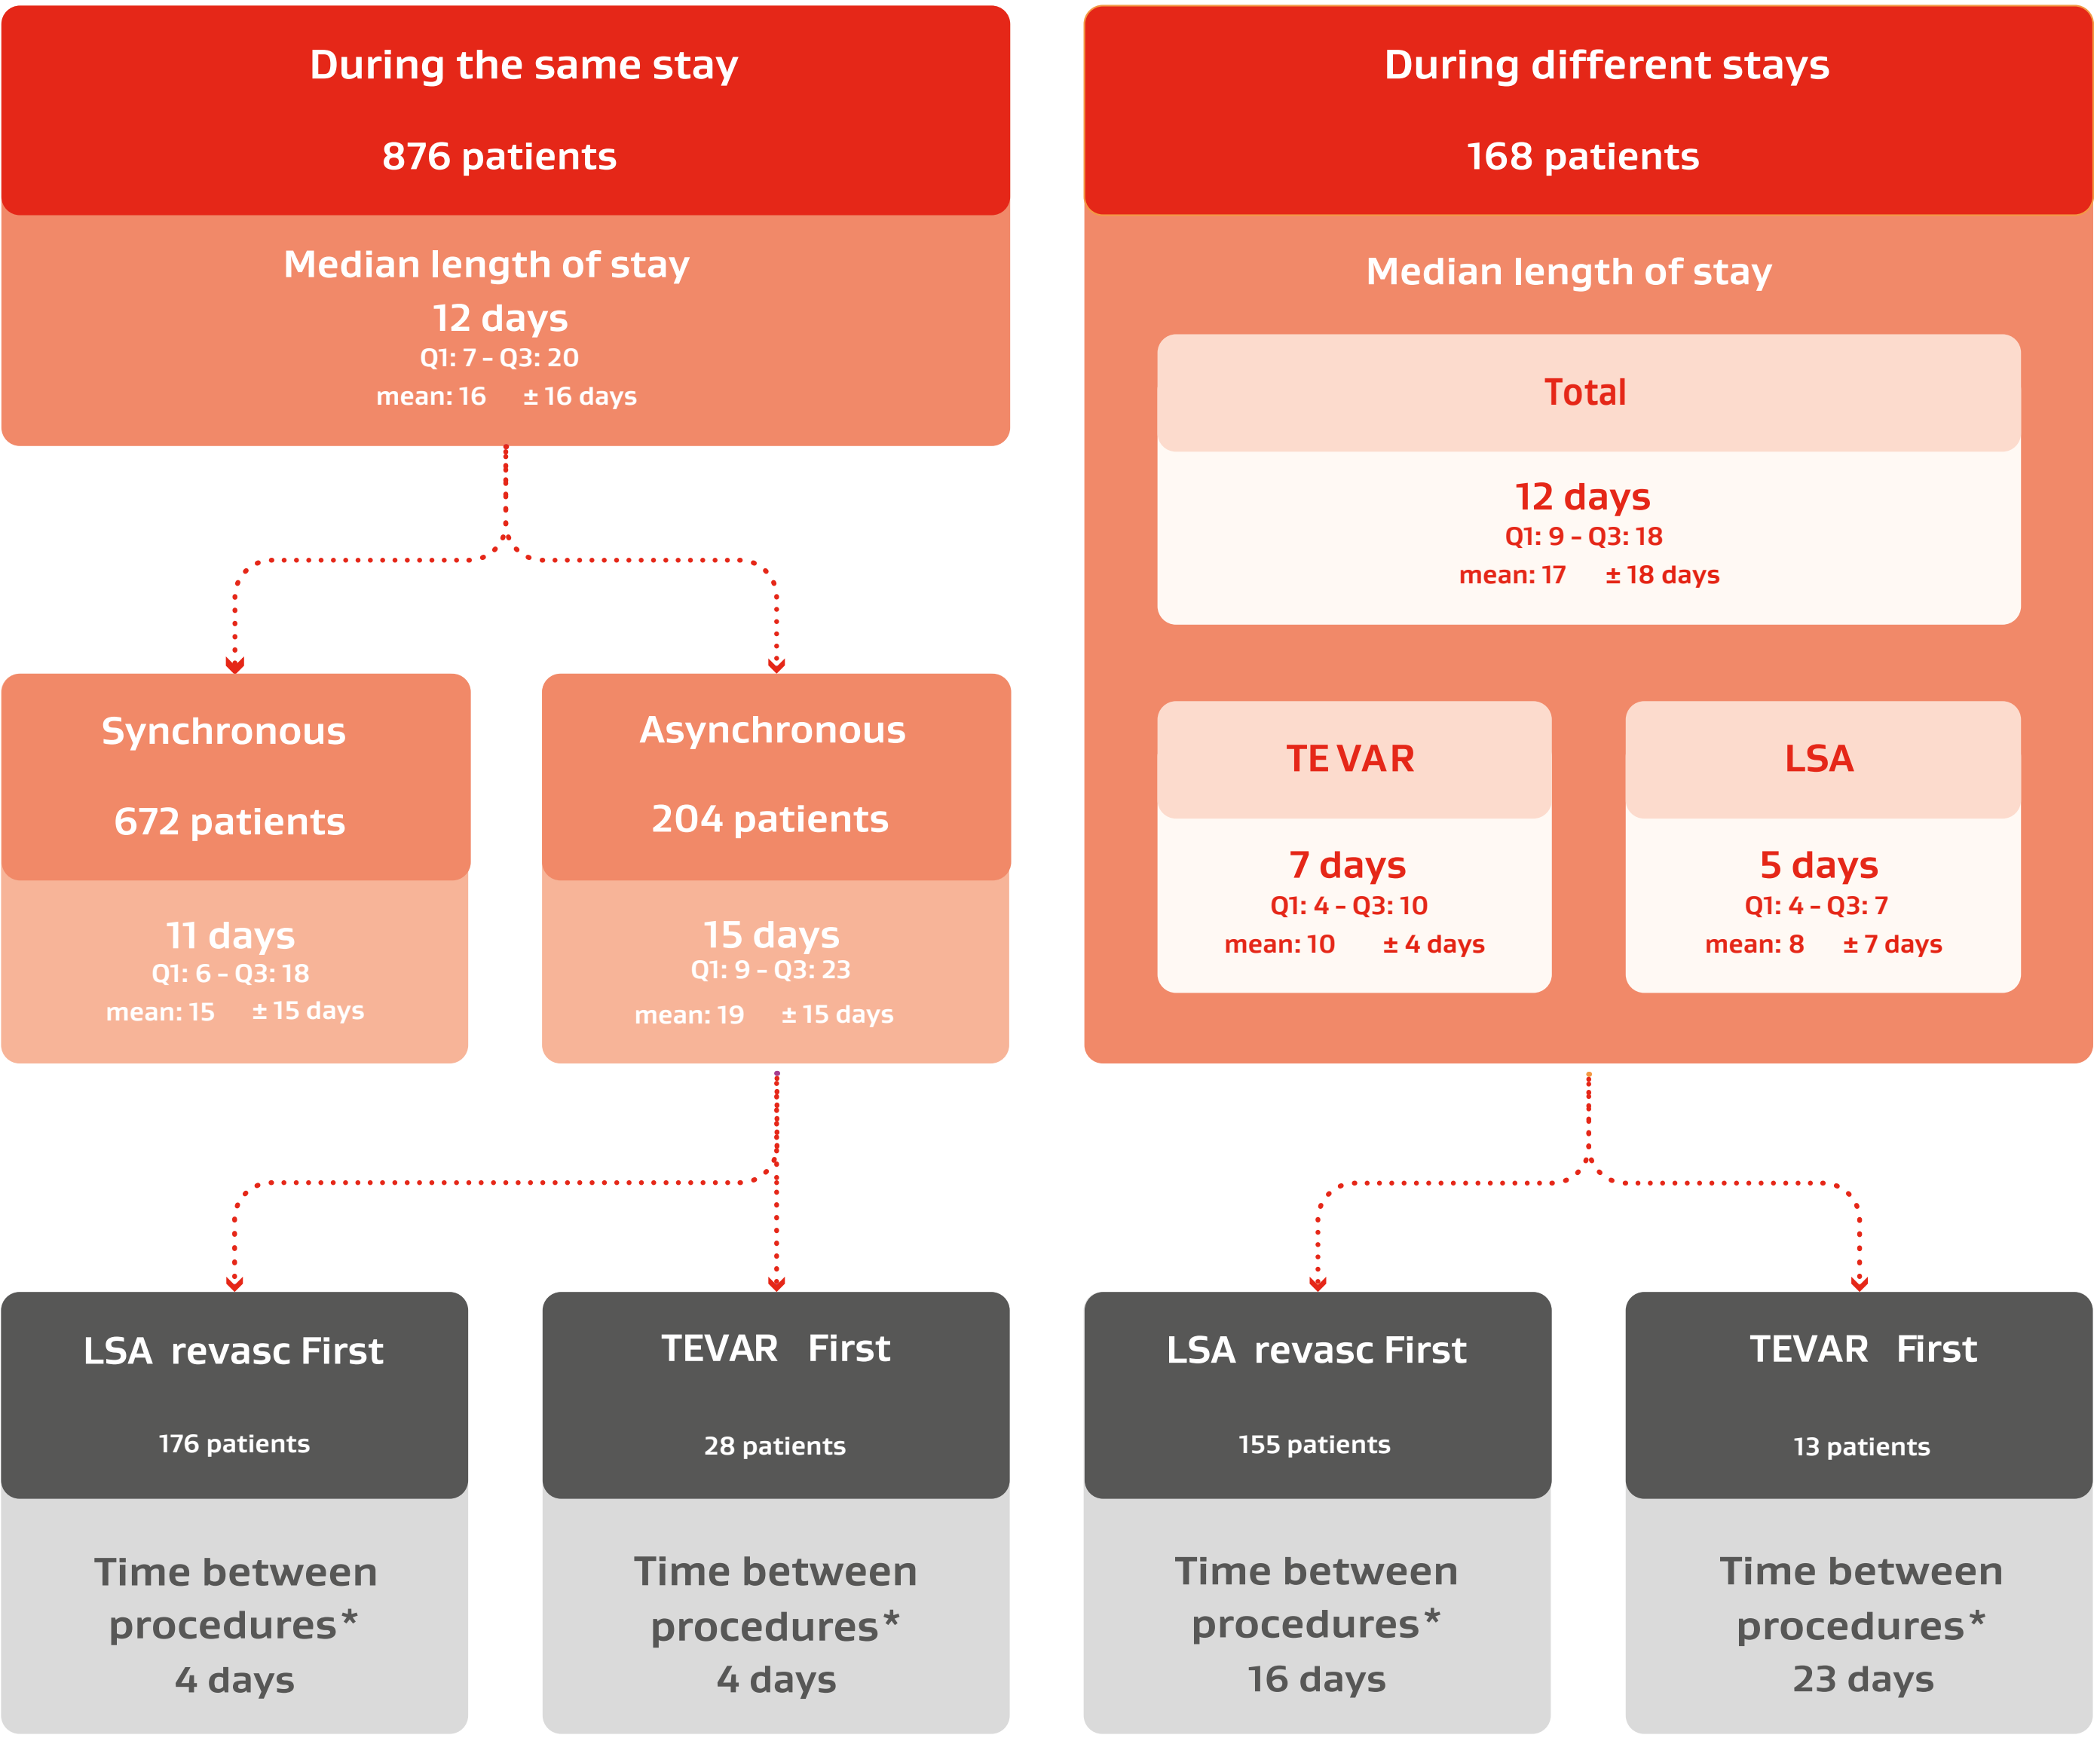 During the same stay
876 patients
Median length of stay
12 days
Q1: 7 - Q3: 20
mean: 16 ± 16 days
Synchronous
672 patients
11 days
Q1: 6 - Q3: 18
mean: 15 ± 15 days
Asynchronous
204 patients
15 days
Q1: 9 - Q3: 23
mean: 19 ± 15 days
During different stays
168 patients
Median length of stay
Total
12 days
Q1: 9 - Q3: 18
mean: 17 ± 18 days
TEVAR
7 days
Q1: 4 - Q3: 10
mean: 10 ± 4 days
LSA
5 days
Q1: 4 - Q3: 7
mean: 8 ± 7 days
LSA revasc First
176 patients
Time between
procedures*
4 days
TEVAR First
28 patients
Time between
procedures*
4 days
LSA revasc First
155 patients
Time between
procedures*
16 days
TEVAR First
13 patients
Time between
procedures*
23 days